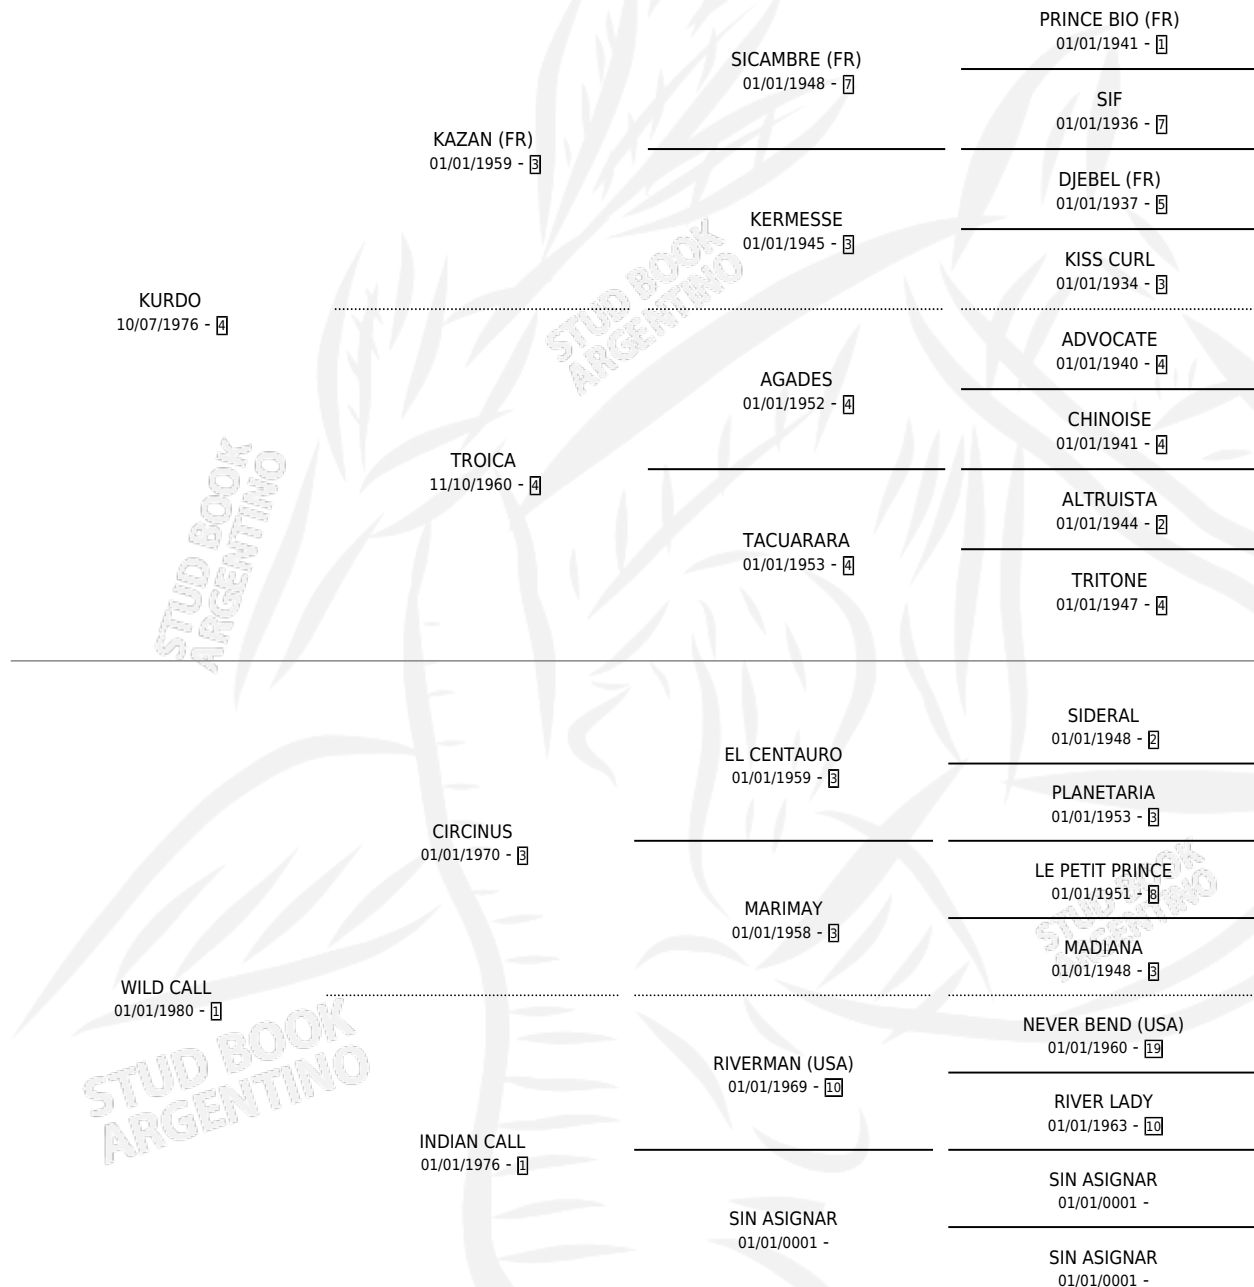 PRINCE BIO (FR)
01/01/1941 - 1
SICAMBRE (FR)
01/01/1948 - 7
SIF
01/01/1936 - 7
KAZAN (FR)
01/01/1959 - 3
DJEBEL (FR)
01/01/1937 - 5
KERMESSE
01/01/1945 - 3
KISS CURL
01/01/1934 - 3
KURDO
10/07/1976 - 4
ADVOCATE
01/01/1940 - 4
AGADES
01/01/1952 - 4
CHINOISE
01/01/1941 - 4
TROICA
11/10/1960 - 4
ALTRUISTA
01/01/1944 - 2
TACUARARA
01/01/1953 - 4
TRITONE
01/01/1947 - 4
STUD BOOK
ARGENTINO
STUD BOOK
ARGENTINO
SIDERAL
01/01/1948 - 2
EL CENTAURO
01/01/1959 - 3
PLANETARIA
01/01/1953 - 3
CIRCINUS
01/01/1970 - 3
LE PETIT PRINCE
01/01/1951 - 8
MARIMAY
01/01/1958 - 3
MADIANA
01/01/1948 - 3
STUD BOOK
ARGENTINO
WILD CALL
01/01/1980 - 1
NEVER BEND (USA)
01/01/1960 - 19
RIVERMAN (USA)
01/01/1969 - 10
RIVER LADY
01/01/1963 - 10
STUD BOOK
ARGENTINO
INDIAN CALL
01/01/1976 - 1
SIN ASIGNAR
01/01/0001 -
SIN ASIGNAR
01/01/0001 -
SIN ASIGNAR
01/01/0001 -